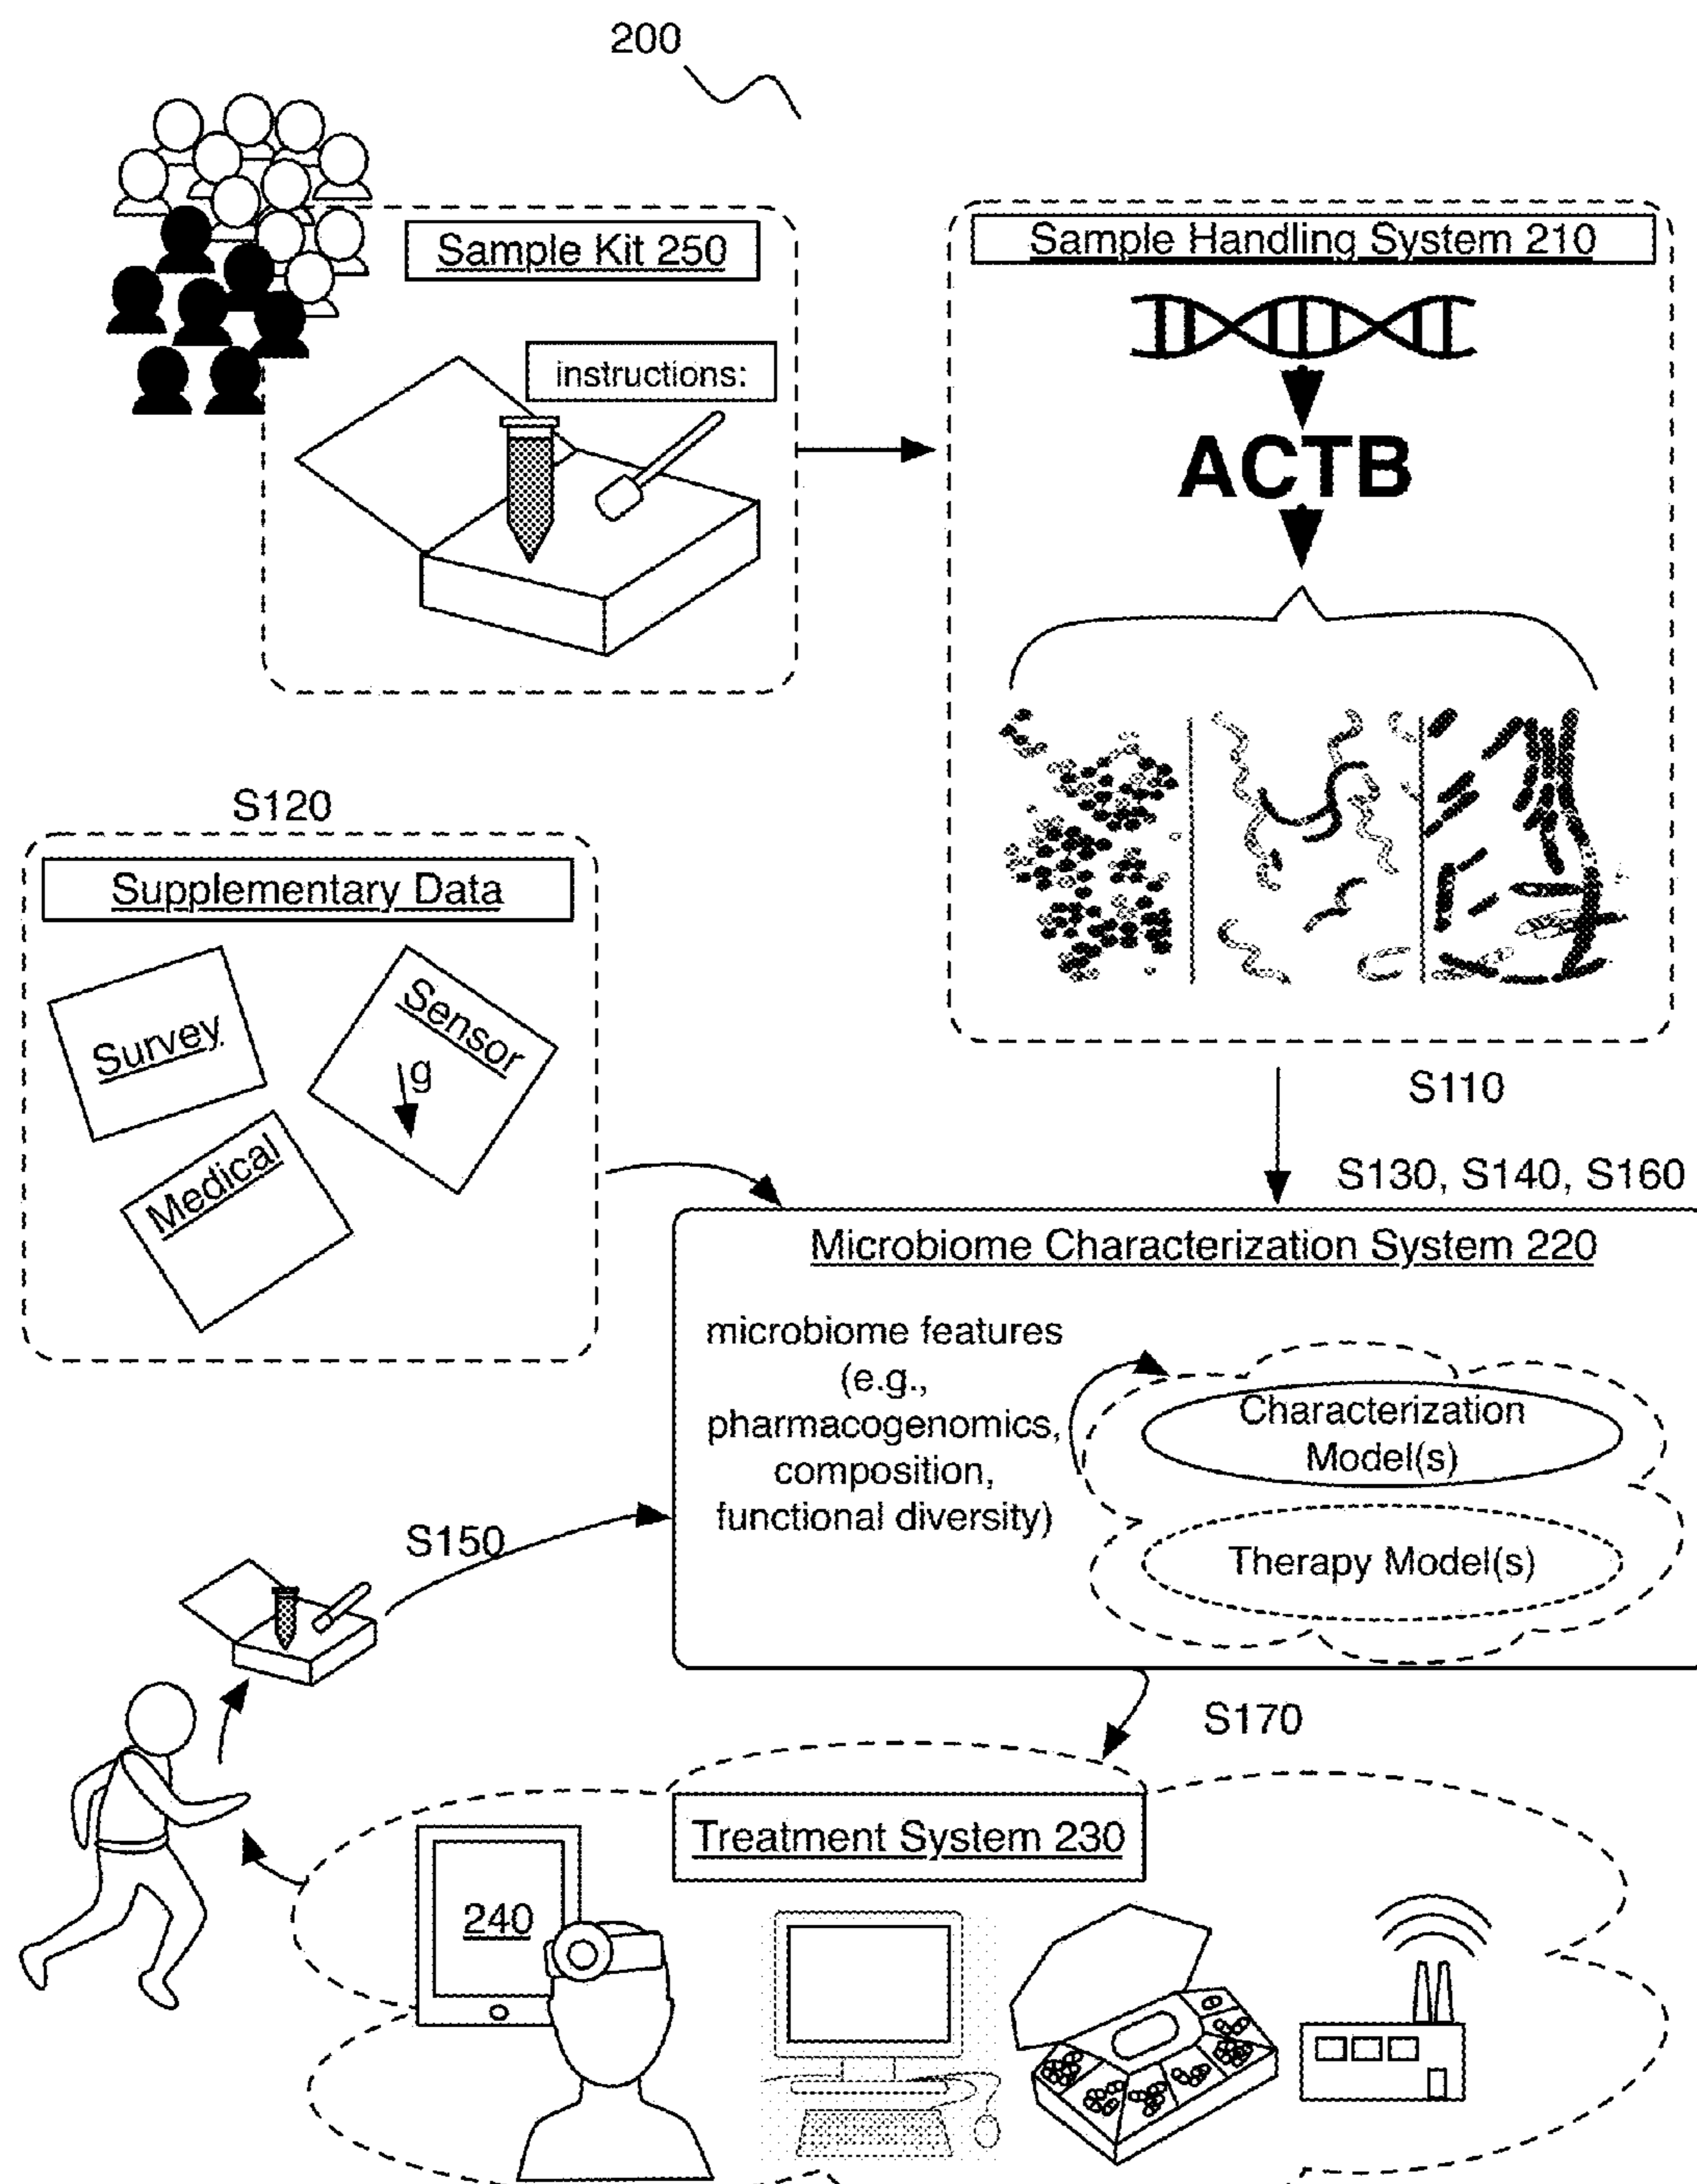 200
Sample Kit 250
instructions:
Sample Handling System 210
ACTB
S120
Supplementary Data
Survey
Sensor
g
Medical
S110
S130, S140, S160
Microbiome Characterization System 220
microbiome features
(e.g.,
pharmacogenomics,
composition,
functional diversity)
Characterization
Model(s)
Therapy Model(s)
S150
S170
Treatment System 230
240